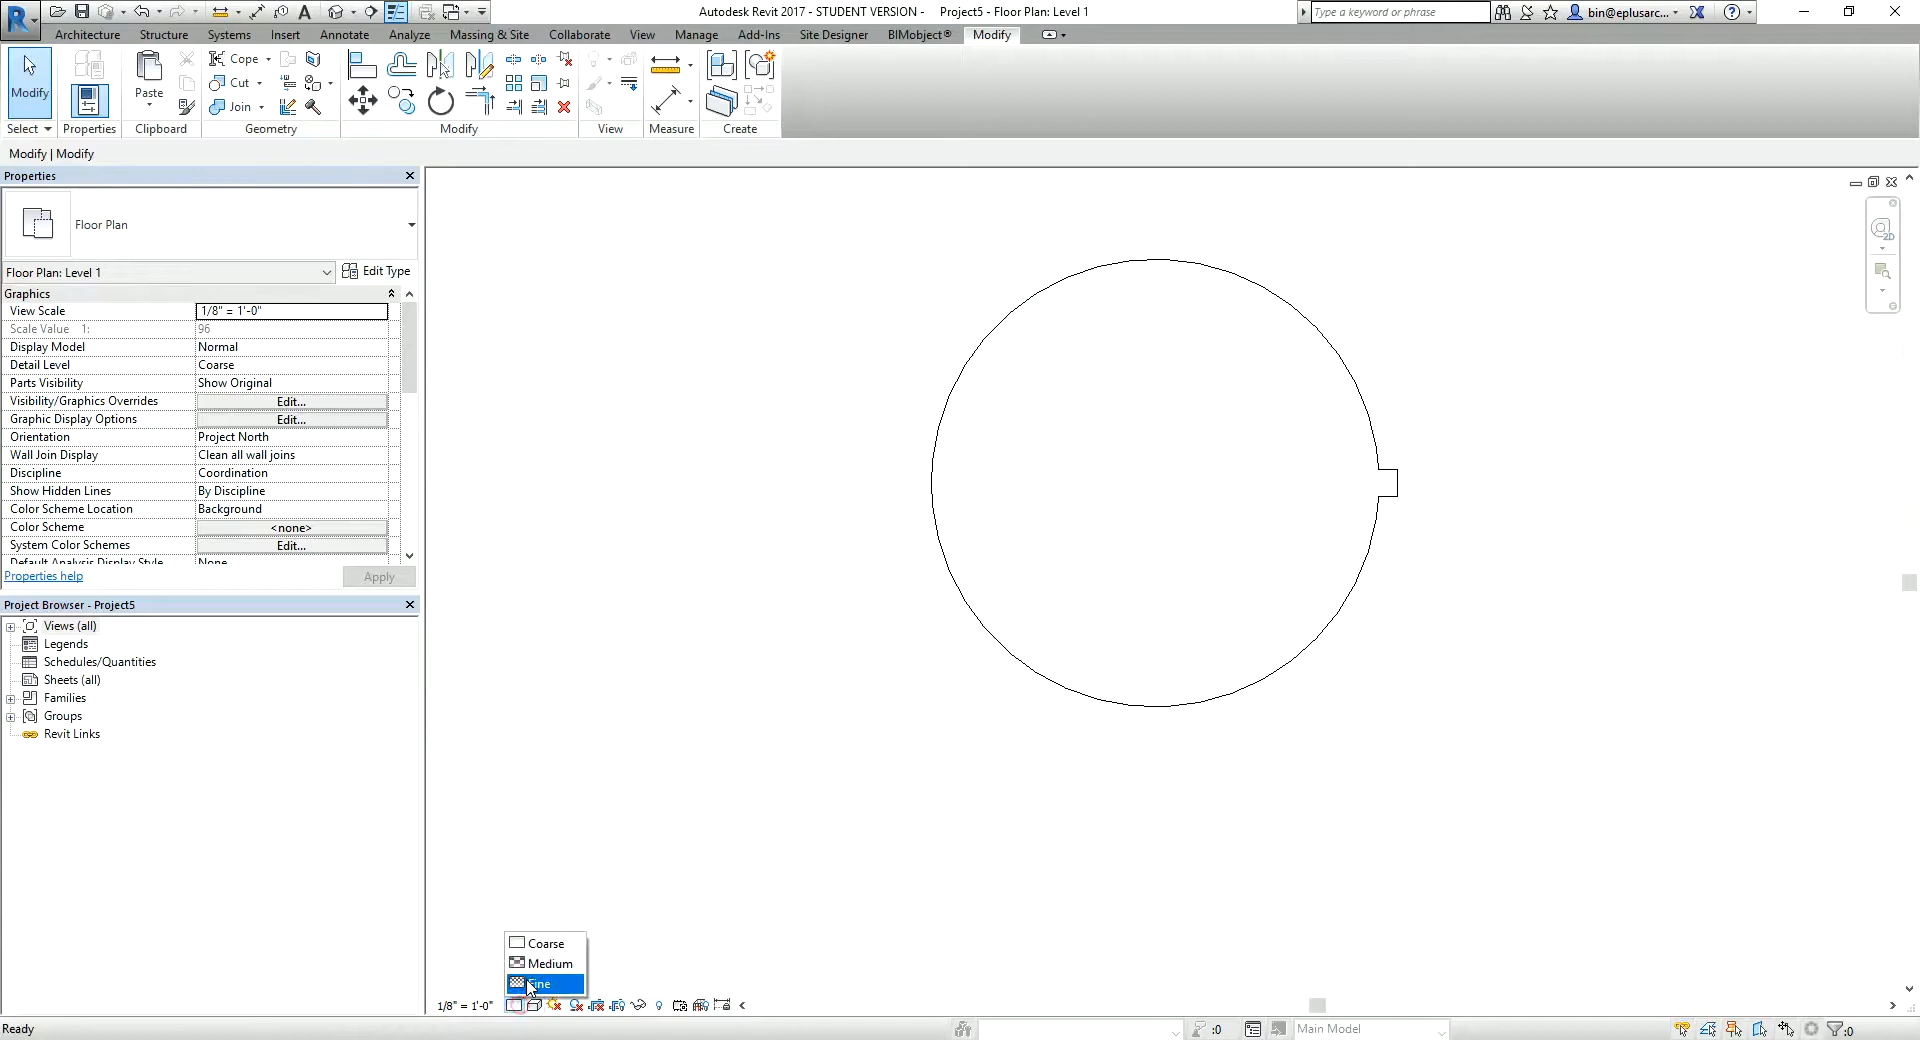 Autodesk Revit 2017 - STUDENT VERSION - Project5 - Floor Plan: Level 1
Type a keyword or phrase
bin@eplusarc...
Architecture Structure Systems Insert Annotate Analyze Massing & Site Collaborate View Manage Add-Ins Site Designer BIMobject® Modify
Modify
Paste
Cope
Cut
Join
Select Properties Clipboard Geometry Modify View Measure Create
Modify | Modify
Properties
Floor Plan
Floor Plan: Level 1
Edit Type
Graphics
View Scale 1/8" = 1'-0"
Scale Value 1: 96
Display Model Normal
Detail Level Coarse
Parts Visibility Show Original
Visibility/Graphics Overrides Edit...
Graphic Display Options Edit...
Orientation Project North
Wall Join Display Clean all wall joins
Discipline Coordination
Show Hidden Lines By Discipline
Color Scheme Location Background
Color Scheme <none>
System Color Schemes Edit...
Default Analysis Display Style None
Properties help
Apply
Project Browser - Project5
Views (all)
Legends
Schedules/Quantities
Sheets (all)
Families
Groups
Revit Links
2D
Coarse
Medium
Fine
1/8" = 1'-0"
Ready
:0
Main Model
:0